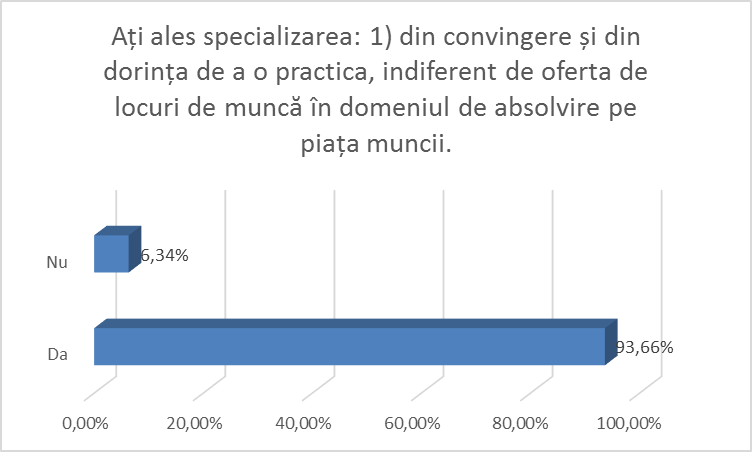 Ați ales specializarea: 1) din convingere și din
dorința de a o practica, indiferent de oferta de
locuri de muncă în domeniul de absolvire pe
piața muncii.
Nu
6,34%
Da
93,66%
0,00% 20,00% 40,00% 60,00% 80,00% 100,00%